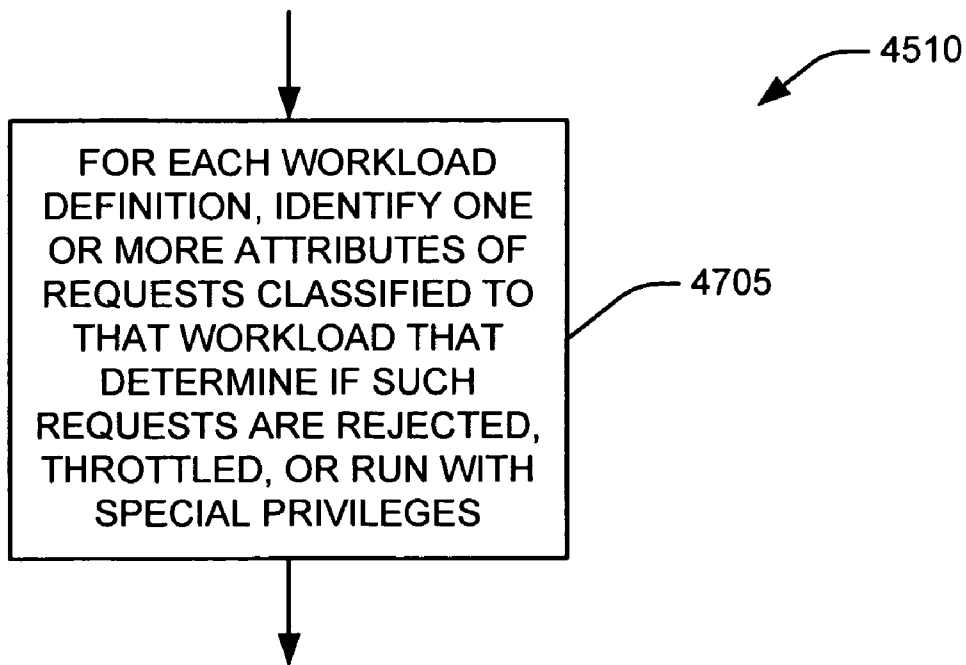 4510
FOR EACH WORKLOAD
DEFINITION, IDENTIFY ONE
OR MORE ATTRIBUTES OF
REQUESTS CLASSIFIED TO
THAT WORKLOAD THAT
DETERMINE IF SUCH
REQUESTS ARE REJECTED,
THROTTLED, OR RUN WITH
SPECIAL PRIVILEGES
4705